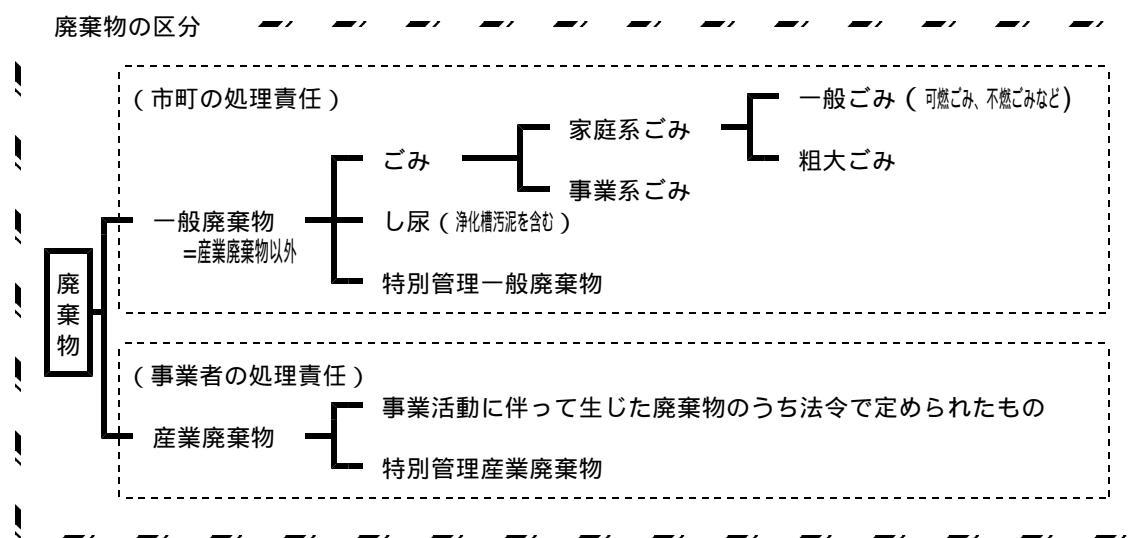 廃棄物の区分
（市町の処理責任）
一般ごみ（可燃ごみ、不燃ごみなど）
家庭系ごみ
ごみ
粗大ごみ
事業系ごみ
一般廃棄物
=産業廃棄物以外
し尿（浄化槽汚泥を含む）
特別管理一般廃棄物
廃棄物
（事業者の処理責任）
事業活動に伴って生じた廃棄物のうち法令で定められたもの
産業廃棄物
特別管理産業廃棄物